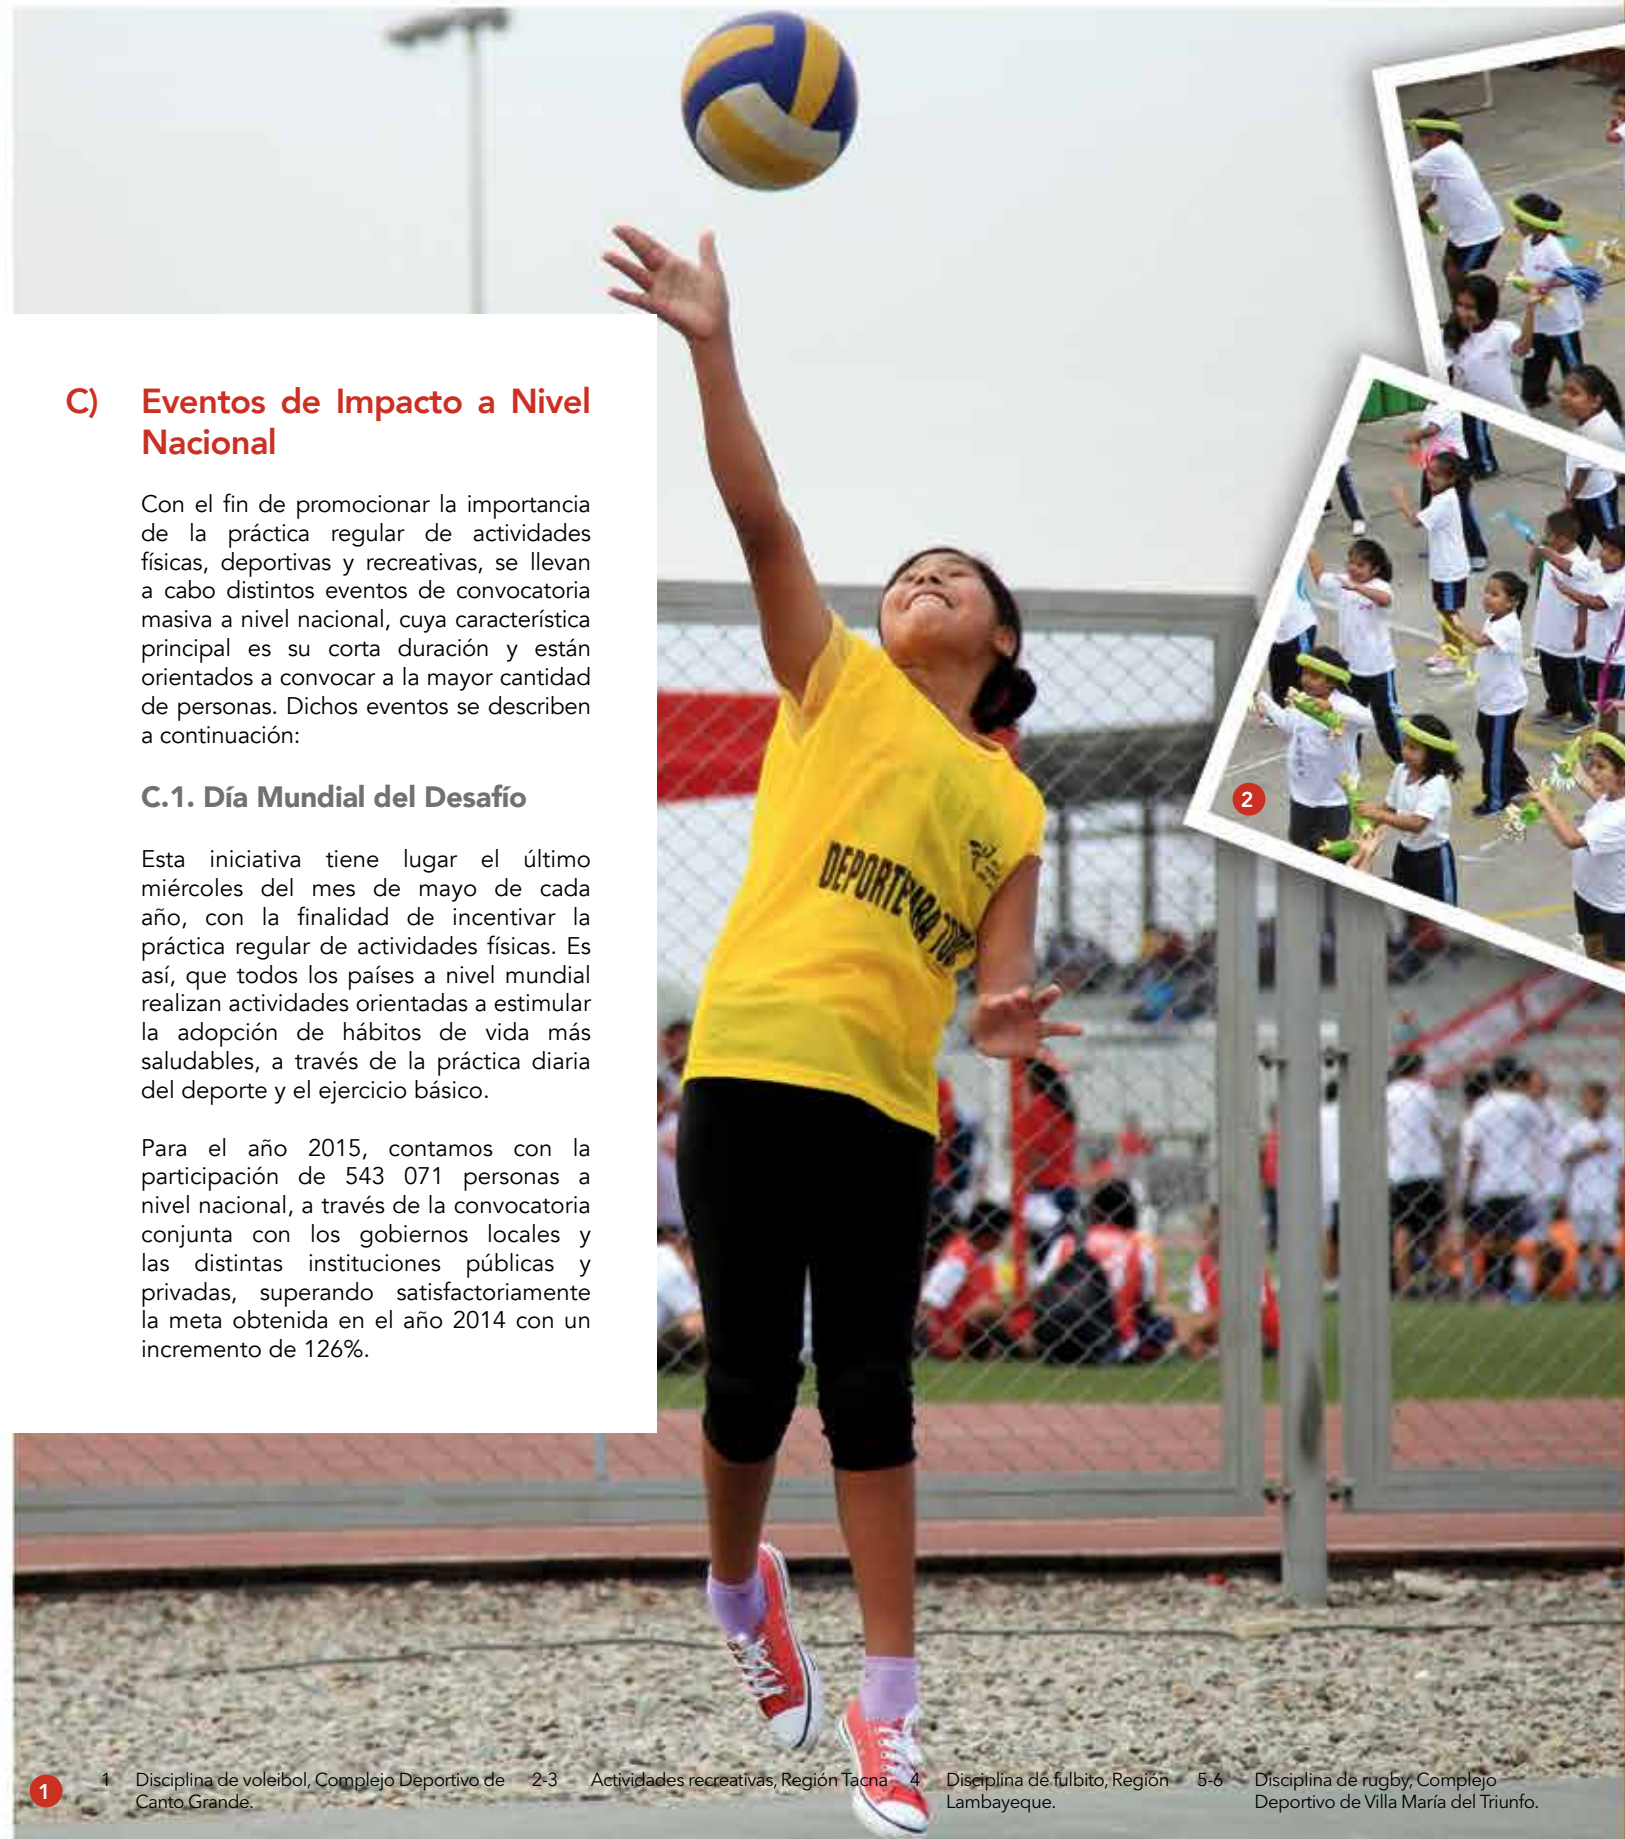 C) Eventos de Impacto a Nivel
Nacional
Con el fin de promocionar la importancia
de la práctica regular de actividades
físicas, deportivas y recreativas, se llevan
a cabo distintos eventos de convocatoria
masiva a nivel nacional, cuya característica
principal es su corta duración y están
orientados a convocar a la mayor cantidad
de personas. Dichos eventos se describen
a continuación:
C.1. Día Mundial del Desafío
Esta iniciativa tiene lugar el último
miércoles del mes de mayo de cada
año, con la finalidad de incentivar la
práctica regular de actividades físicas. Es
así, que todos los países a nivel mundial
realizan actividades orientadas a estimular
la adopción de hábitos de vida más
saludables, a través de la práctica diaria
del deporte y el ejercicio básico.
Para el año 2015, contamos con la
participación de 543 071 personas a
nivel nacional, a través de la convocatoria
conjunta con los gobiernos locales y
las distintas instituciones públicas y
privadas, superando satisfactoriamente
la meta obtenida en el año 2014 con un
incremento de 126%.
DEPORTE
2
1
1 Disciplina de voleibol, Complejo Deportivo de
Canto Grande.
2-3 Actividades recreativas, Región Tacna
4 Disciplina de fulbito, Región
Lambayeque.
5-6 Disciplina de rugby, Complejo
Deportivo de Villa María del Triunfo.